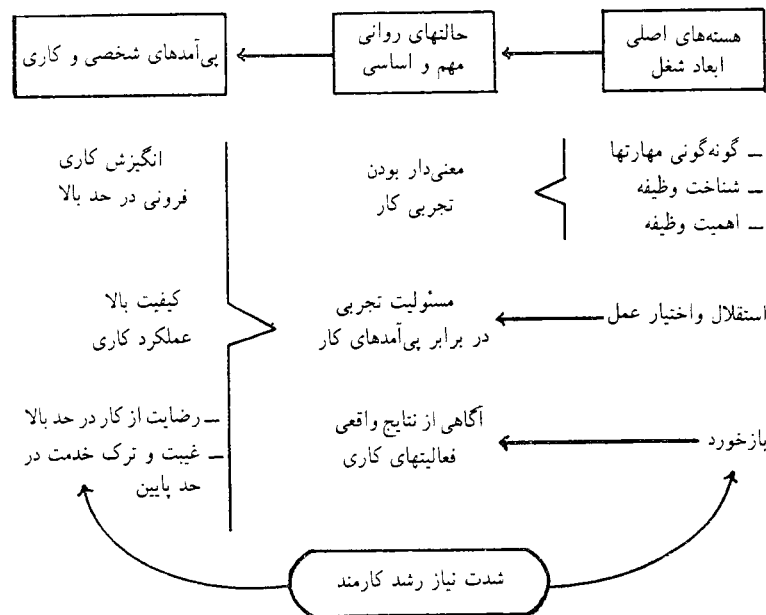 هسته‌های اصلی
ابعاد شغل
حالتهای روانی
مهم و اساسی
پی‌آمدهای شخصی و کاری
– گونه‌گونی مهارتها
– شناخت وظیفه
– اهمیت وظیفه
معنی‌دار بودن
تجربی کار
انگیزش کاری
فرونی در حد بالا
استقلال واختیار عمل
مسئولیت تجربی
در برابر پی‌آمدهای کار
کیفیت بالا
عملکرد کاری
بازخورد
آگاهی از نتایج واقعی
فعالیتهای کاری
– رضایت از کار در حد بالا
– غیبت و ترک خدمت در
حد پایین
شدت نیاز رشد کارمند